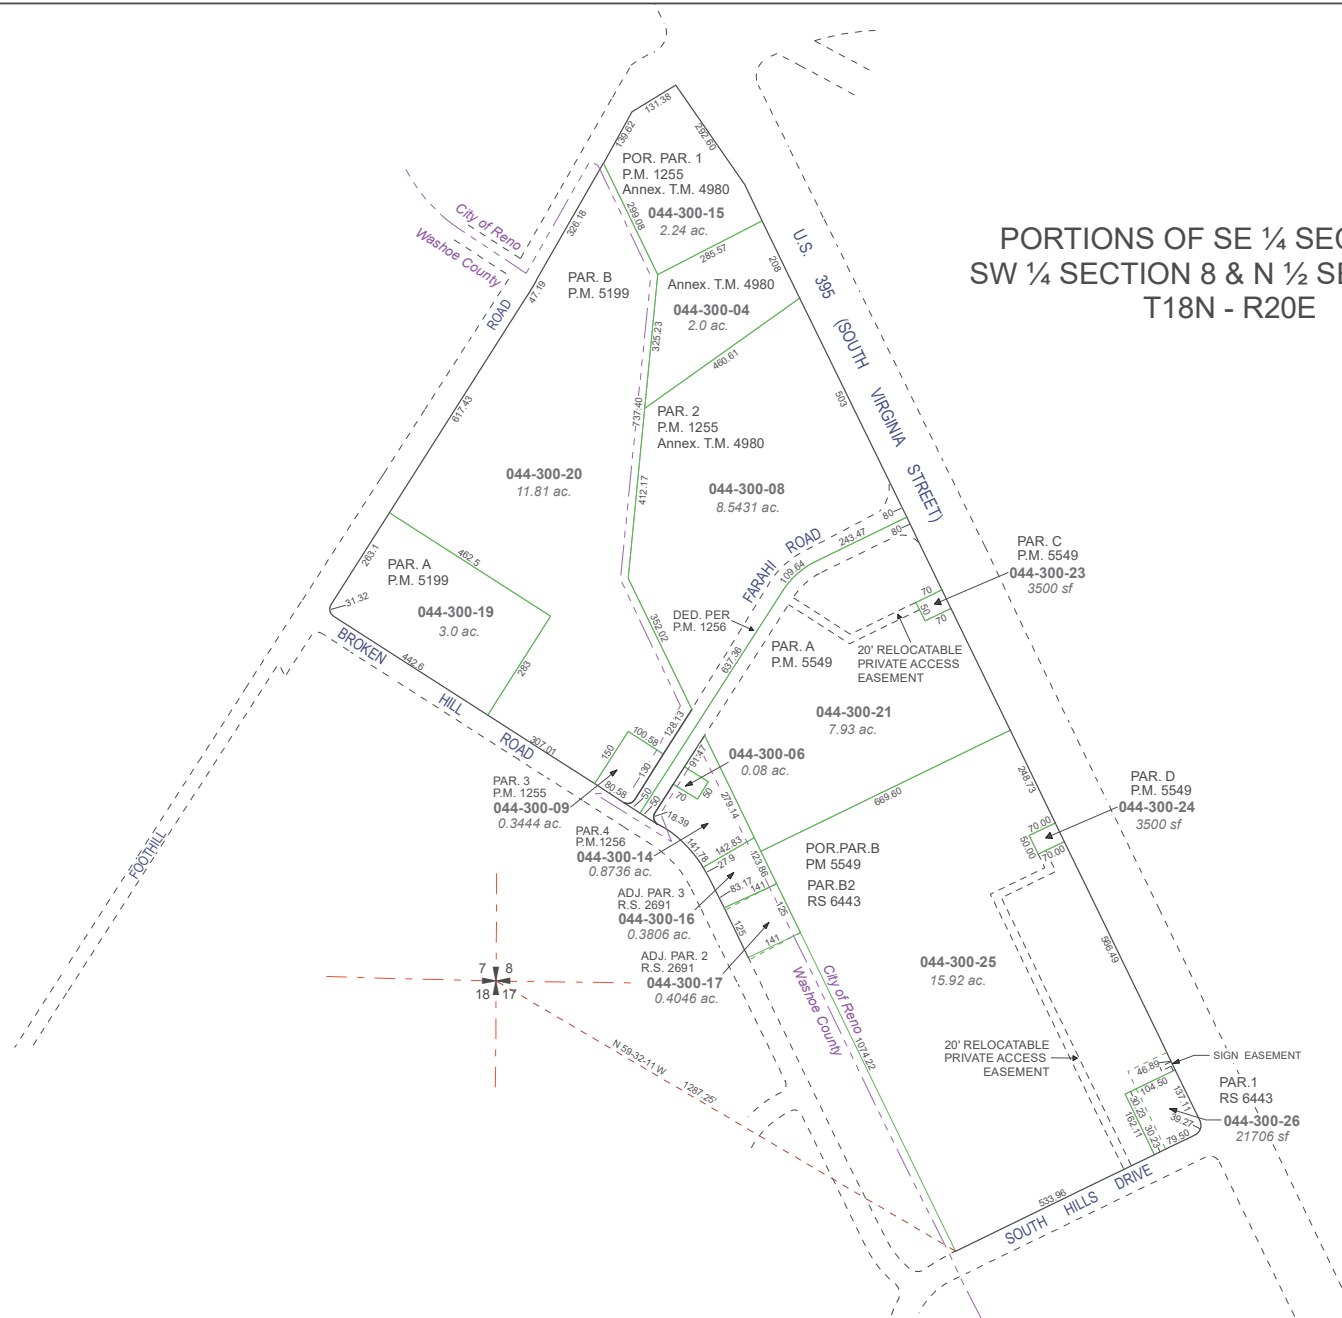 PORTIONS OF SE ¼ SEC
SW ¼ SECTION 8 & N ½ SE
T18N - R20E
131.38
139.62
292.60
POR. PAR. 1
P.M. 1255
Annex. T.M. 4980
044-300-15
2.24 ac.
299.08
285.57
208
City of Reno
Washoe County
326.18
47.19
ROAD
PAR. B
P.M. 5199
Annex. T.M. 4980
044-300-04
2.0 ac.
325.23
460.61
U.S. 395 (SOUTH VIRGINIA STREET)
503
617.43
737.40
PAR. 2
P.M. 1255
Annex. T.M. 4980
044-300-20
11.81 ac.
412.17
044-300-08
8.5431 ac.
80
80
243.47
109.64
FARAHI ROAD
263.1
462.5
PAR. A
P.M. 5199
31.32
044-300-19
3.0 ac.
283
442.6
BROKEN HILL ROAD
307.01
352.02
DED. PER
P.M. 1256
637.36
PAR. A
P.M. 5549
20' RELOCATABLE
PRIVATE ACCESS
EASEMENT
PAR. C
P.M. 5549
044-300-23
3500 sf
70
50
70
044-300-21
7.93 ac.
128.13
100.58
150
130
80.58
50
50
91.47
044-300-06
0.08 ac.
70
50
279.14
18.39
PAR. 3
P.M. 1255
044-300-09
0.3444 ac.
PAR.4
P.M.1256
044-300-14
0.8736 ac.
141.78
142.83
27.9
123.86
83.17
141
125
125
141
ADJ. PAR. 3
R.S. 2691
044-300-16
0.3806 ac.
ADJ. PAR. 2
R.S. 2691
044-300-17
0.4046 ac.
669.60
248.73
PAR. D
P.M. 5549
044-300-24
3500 sf
70.00
50.00
70.00
POR.PAR.B
PM 5549
PAR.B2
RS 6443
044-300-25
15.92 ac.
566.49
FOOTHILL
7 8
18 17
N 59-32-11 W 1287.25'
City of Reno
Washoe County
1074.22
20' RELOCATABLE
PRIVATE ACCESS
EASEMENT
SIGN EASEMENT
46.89
104.50
137.11
30.23
162.11
30.23
39.27
79.50
PAR.1
RS 6443
044-300-26
21706 sf
533.96
SOUTH HILLS DRIVE